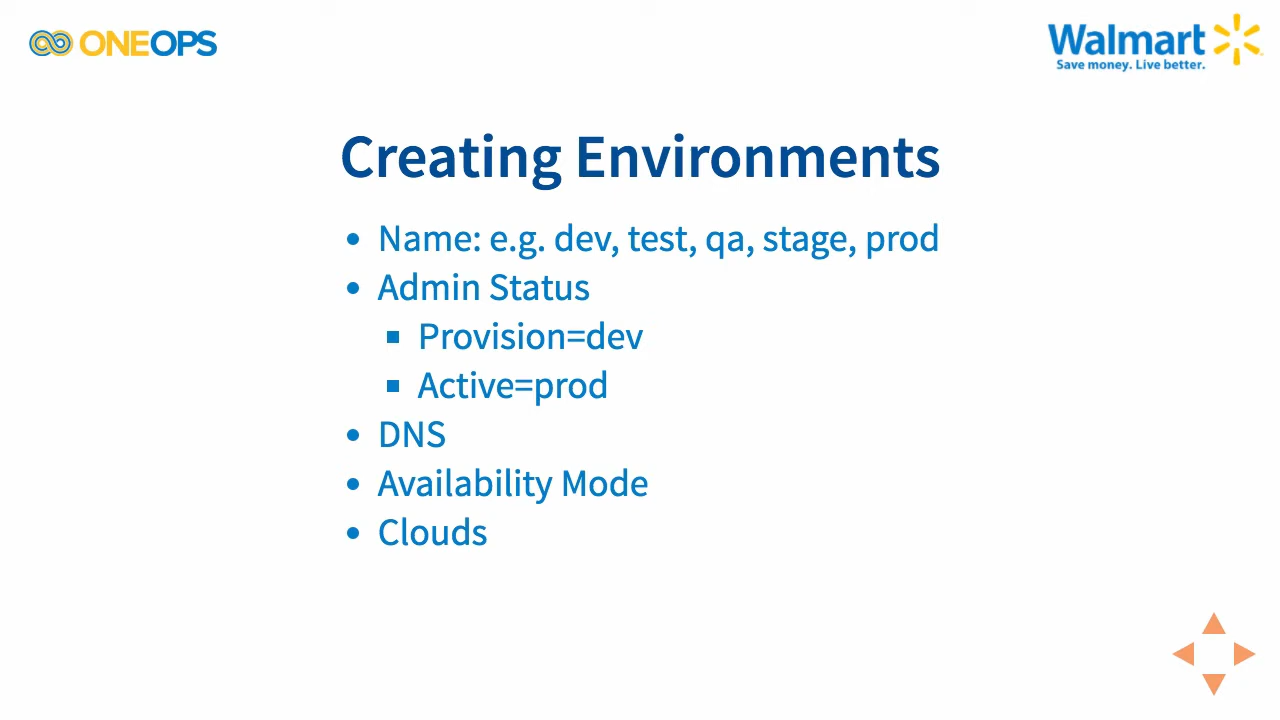 ONEOPS
Walmart
Save money. Live better.
Creating Environments
Name: e.g. dev, test, qa, stage, prod
Admin Status
Provision=dev
Active=prod
DNS
Availability Mode
Clouds